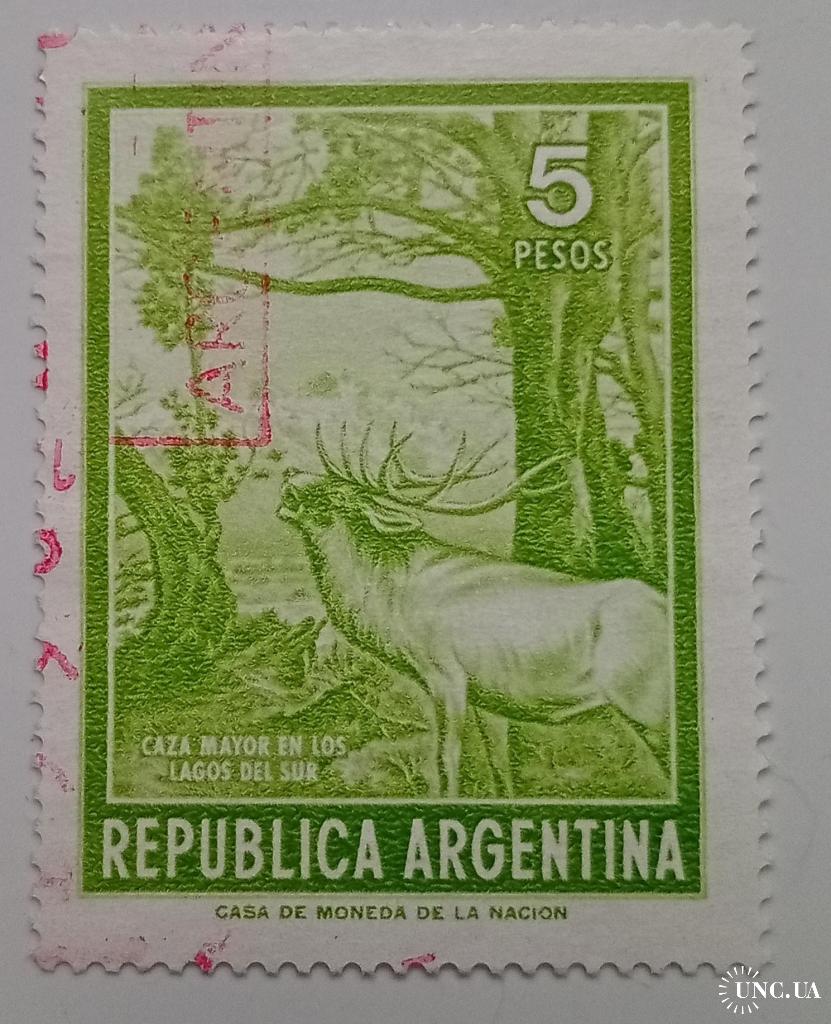 5
PESOS
CAZA MAYOR EN LOS
LAGOS DEL SUR
REPUBLICA ARGENTINA
CASA DE MONEDA DE LA NACION
UNC.UA